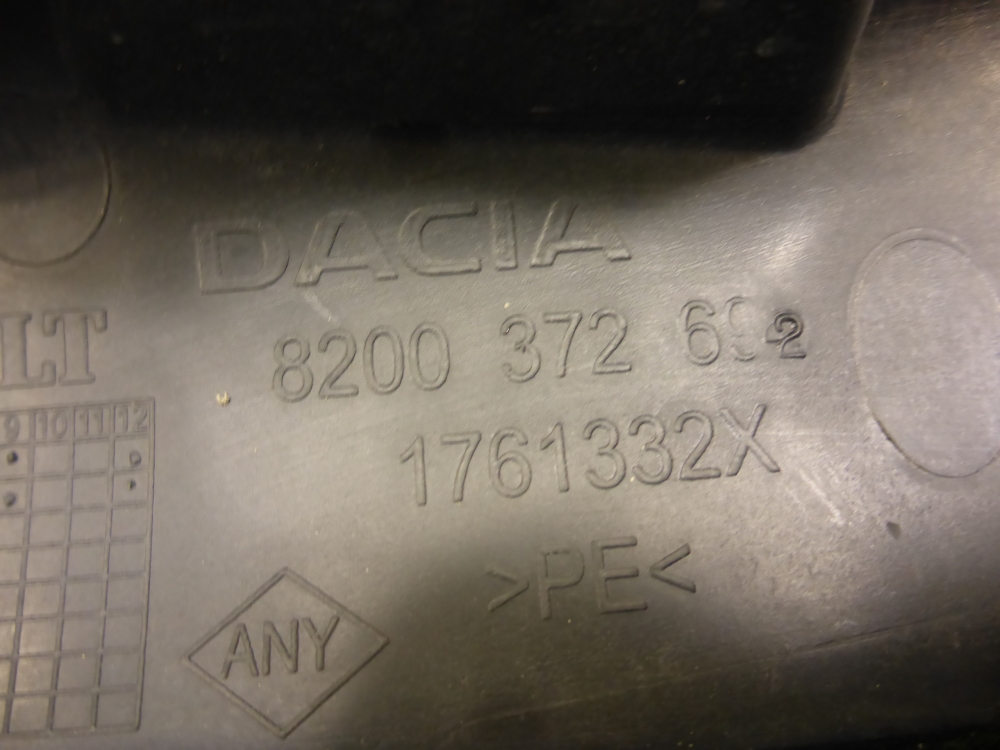 DACIA
8200 372 692
LT
1761332X
9 10 11 12
>PE<
ANY